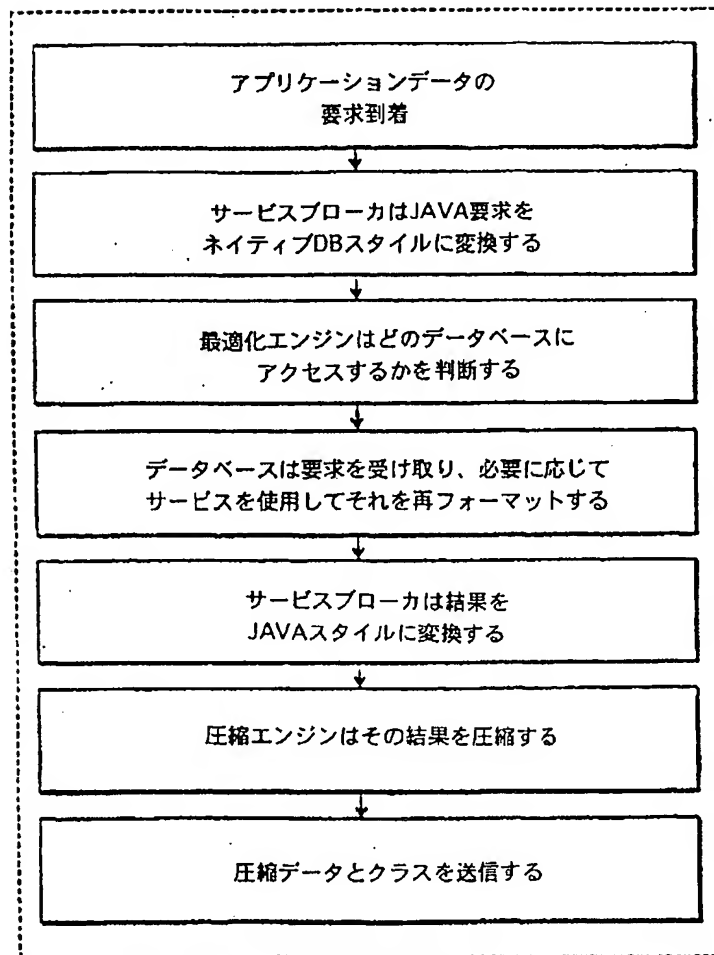 アプリケーションデータの
要求到着
サービスブローカはJAVA要求を
ネイティブDBスタイルに変換する
最適化エンジンはどのデータベースに
アクセスするかを判断する
データベースは要求を受け取り、必要に応じて
サービスを使用してそれを再フォーマットする
サービスブローカは結果を
JAVAスタイルに変換する
圧縮エンジンはその結果を圧縮する
圧縮データとクラスを送信する